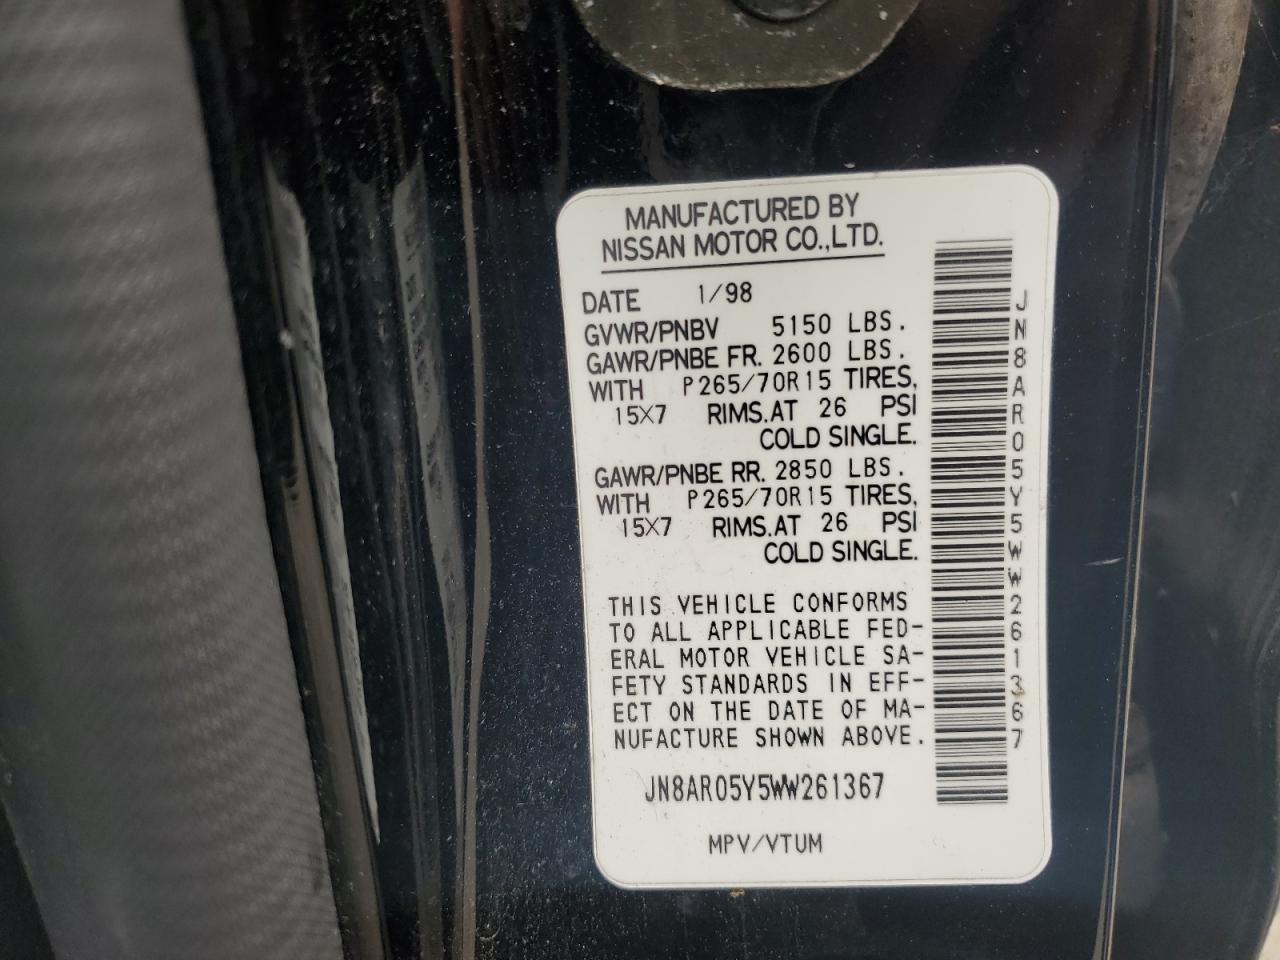 MANUFACTURED BY
NISSAN MOTOR CO.,LTD.
DATE 1/98
GVWR/PNBV 5150 LBS.
GAWR/PNBE FR. 2600 LBS.
WITH P265/70R15 TIRES,
15X7 RIMS.AT 26 PSI
COLD SINGLE.
GAWR/PNBE RR. 2850 LBS.
WITH P265/70R15 TIRES,
15X7 RIMS.AT 26 PSI
COLD SINGLE.
THIS VEHICLE CONFORMS
TO ALL APPLICABLE FED-
ERAL MOTOR VEHICLE SA-
FETY STANDARDS IN EFF-
ECT ON THE DATE OF MA-
NUFACTURE SHOWN ABOVE.
JN8AR05Y5WW261367
MPV/VTUM
JN8AR05Y5WW261367